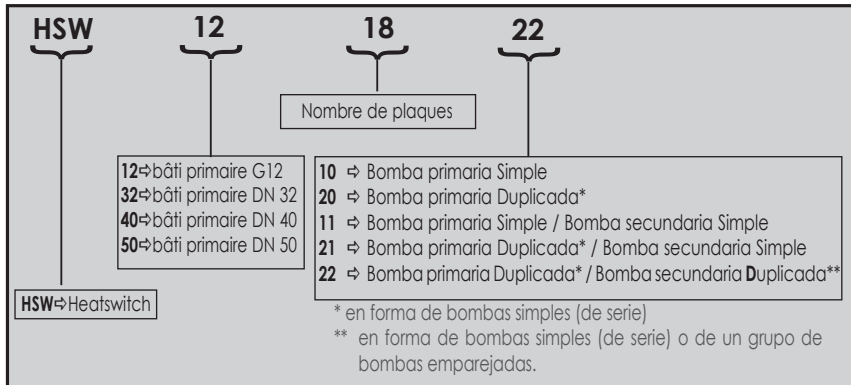 HSW 12 18 22
Nombre de plaques
12⇨bâti primaire G12
32⇨bâti primaire DN 32
40⇨bâti primaire DN 40
50⇨bâti primaire DN 50
10 ⇨ Bomba primaria Simple
20 ⇨ Bomba primaria Duplicada*
11 ⇨ Bomba primaria Simple / Bomba secundaria Simple
21 ⇨ Bomba primaria Duplicada* / Bomba secundaria Simple
22 ⇨ Bomba primaria Duplicada* / Bomba secundaria Duplicada**
HSW⇨Heatswitch
* en forma de bombas simples (de serie)
** en forma de bombas simples (de serie) o de un grupo de
bombas emparejadas.